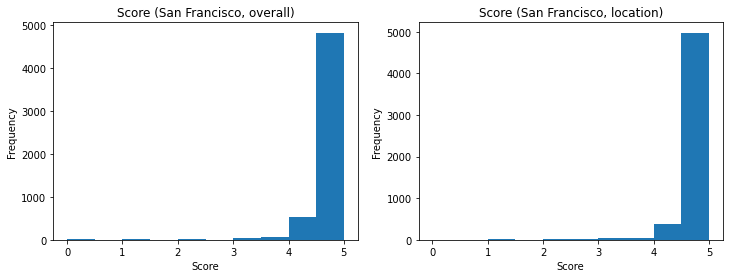 Score (San Francisco, overall)
5000
4000
3000
2000
1000
0
Frequency
0 1 2 3 4 5
Score
Score (San Francisco, location)
5000
4000
3000
2000
1000
0
Frequency
0 1 2 3 4 5
Score